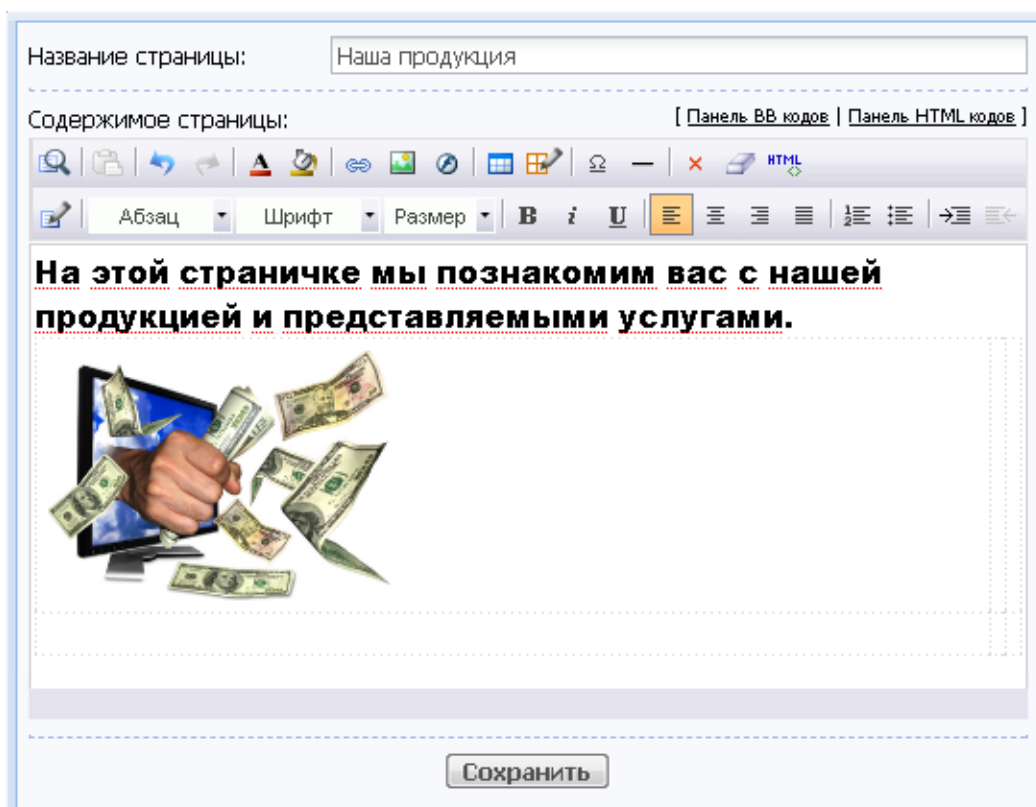 Название страницы: Наша продукция
Содержимое страницы: [ Панель BB кодов | Панель HTML кодов ]
HTML
Абзац Шрифт Размер B i U
На этой страничке мы познакомим вас с нашей
продукцией и представляемыми услугами.
Сохранить